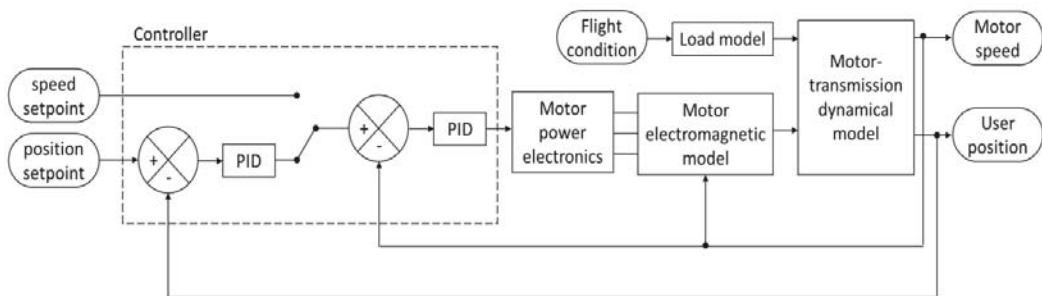 Controller
Flight
condition
Load model
Motor
speed
speed
setpoint
position
setpoint
+
-
PID
+
-
PID
Motor
power
electronics
Motor
electromagnetic
model
Motor-
transmission
dynamical
model
User
position